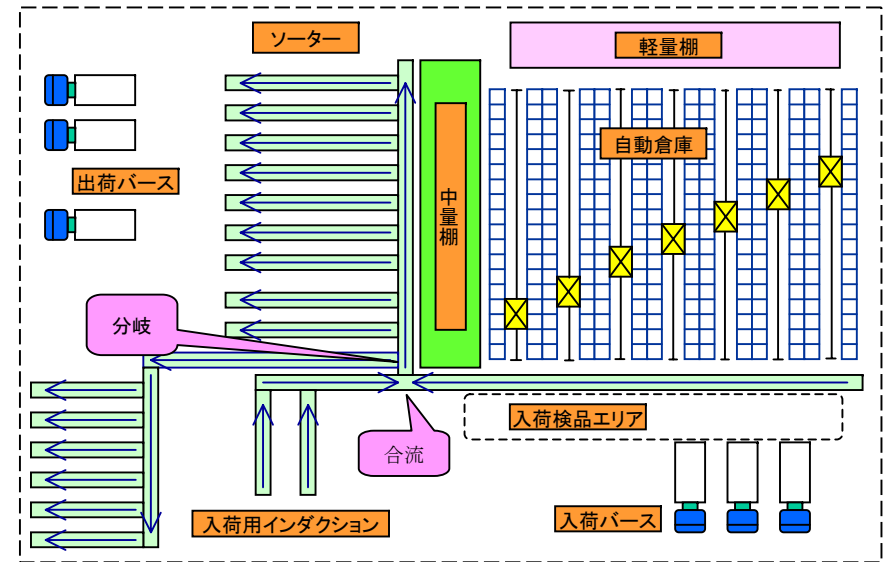 ソーター
軽量棚
自動倉庫
出荷バース
中量棚
分岐
合流
入荷検品エリア
入荷用インダクション
入荷バース